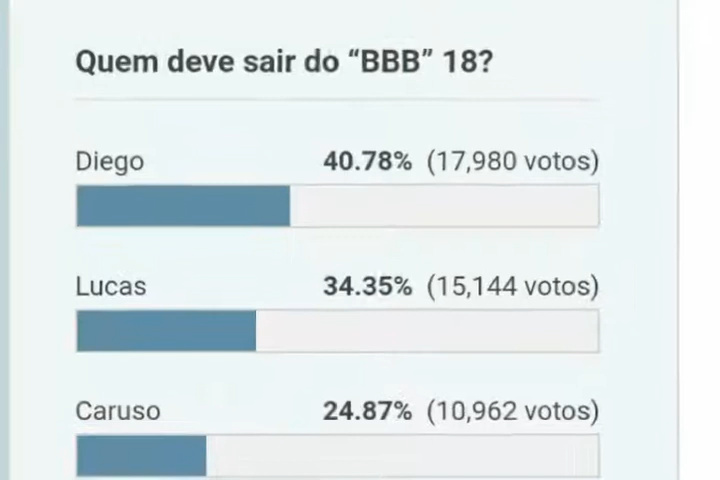 Quem deve sair do “BBB” 18?
Diego 40.78% (17,980 votos)
Lucas 34.35% (15,144 votos)
Caruso 24.87% (10,962 votos)